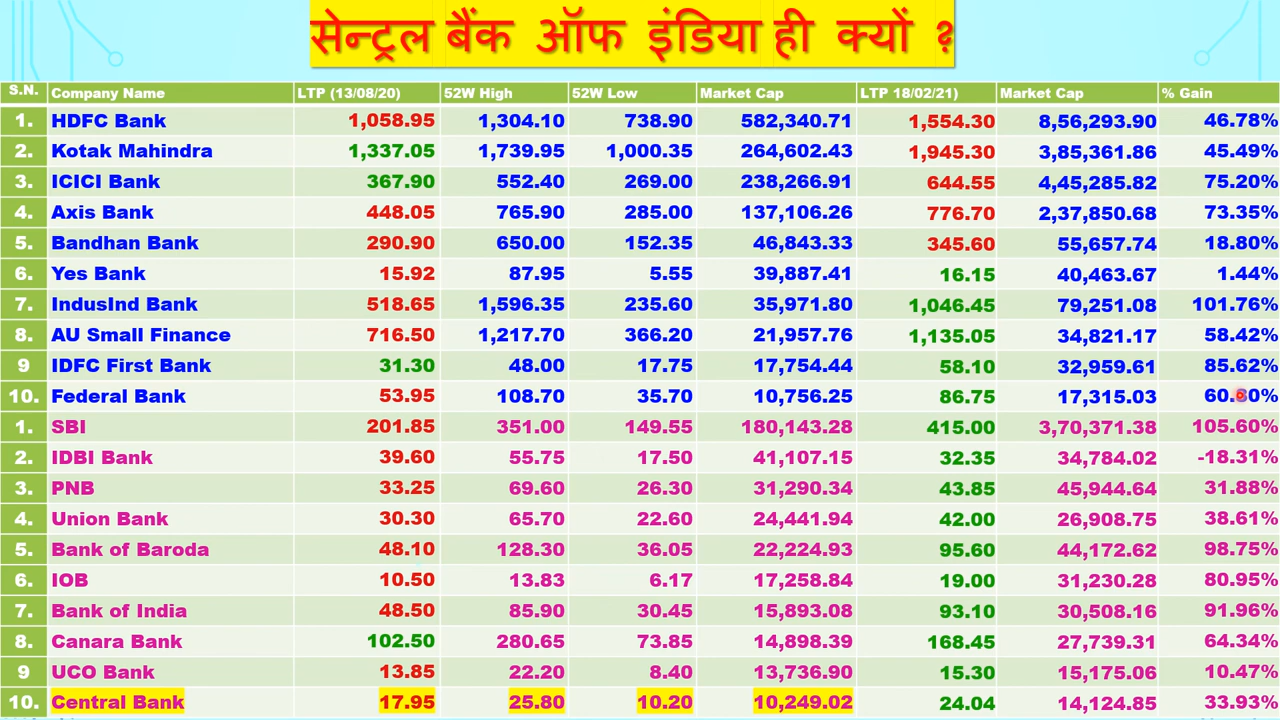 सेन्ट्रल बैंक ऑफ इंडिया ही क्यों ?
S.N. Company Name LTP (13/08/20) 52W High 52W Low Market Cap LTP 18/02/21) Market Cap % Gain
1. HDFC Bank 1,058.95 1,304.10 738.90 582,340.71 1,554.30 8,56,293.90 46.78%
2. Kotak Mahindra 1,337.05 1,739.95 1,000.35 264,602.43 1,945.30 3,85,361.86 45.49%
3. ICICI Bank 367.90 552.40 269.00 238,266.91 644.55 4,45,285.82 75.20%
4. Axis Bank 448.05 765.90 285.00 137,106.26 776.70 2,37,850.68 73.35%
5. Bandhan Bank 290.90 650.00 152.35 46,843.33 345.60 55,657.74 18.80%
6. Yes Bank 15.92 87.95 5.55 39,887.41 16.15 40,463.67 1.44%
7. IndusInd Bank 518.65 1,596.35 235.60 35,971.80 1,046.45 79,251.08 101.76%
8. AU Small Finance 716.50 1,217.70 366.20 21,957.76 1,135.05 34,821.17 58.42%
9 IDFC First Bank 31.30 48.00 17.75 17,754.44 58.10 32,959.61 85.62%
10. Federal Bank 53.95 108.70 35.70 10,756.25 86.75 17,315.03
1. SBI 201.85 351.00 149.55 180,143.28 415.00 3,70,371.38 105.60%
2. IDBI Bank 39.60 55.75 17.50 41,107.15 32.35 34,784.02 -18.31%
3. PNB 33.25 69.60 26.30 31,290.34 43.85 45,944.64 31.88%
4. Union Bank 30.30 65.70 22.60 24,441.94 42.00 26,908.75 38.61%
5. Bank of Baroda 48.10 128.30 36.05 22,224.93 95.60 44,172.62 98.75%
6. IOB 10.50 13.83 6.17 17,258.84 19.00 31,230.28 80.95%
7. Bank of India 48.50 85.90 30.45 15,893.08 93.10 30,508.16 91.96%
8. Canara Bank 102.50 280.65 73.85 14,898.39 168.45 27,739.31 64.34%
9 UCO Bank 13.85 22.20 8.40 13,736.90 15.30 15,175.06 10.47%
10. Central Bank 17.95 25.80 10.20 10,249.02 24.04 14,124.85 33.93%